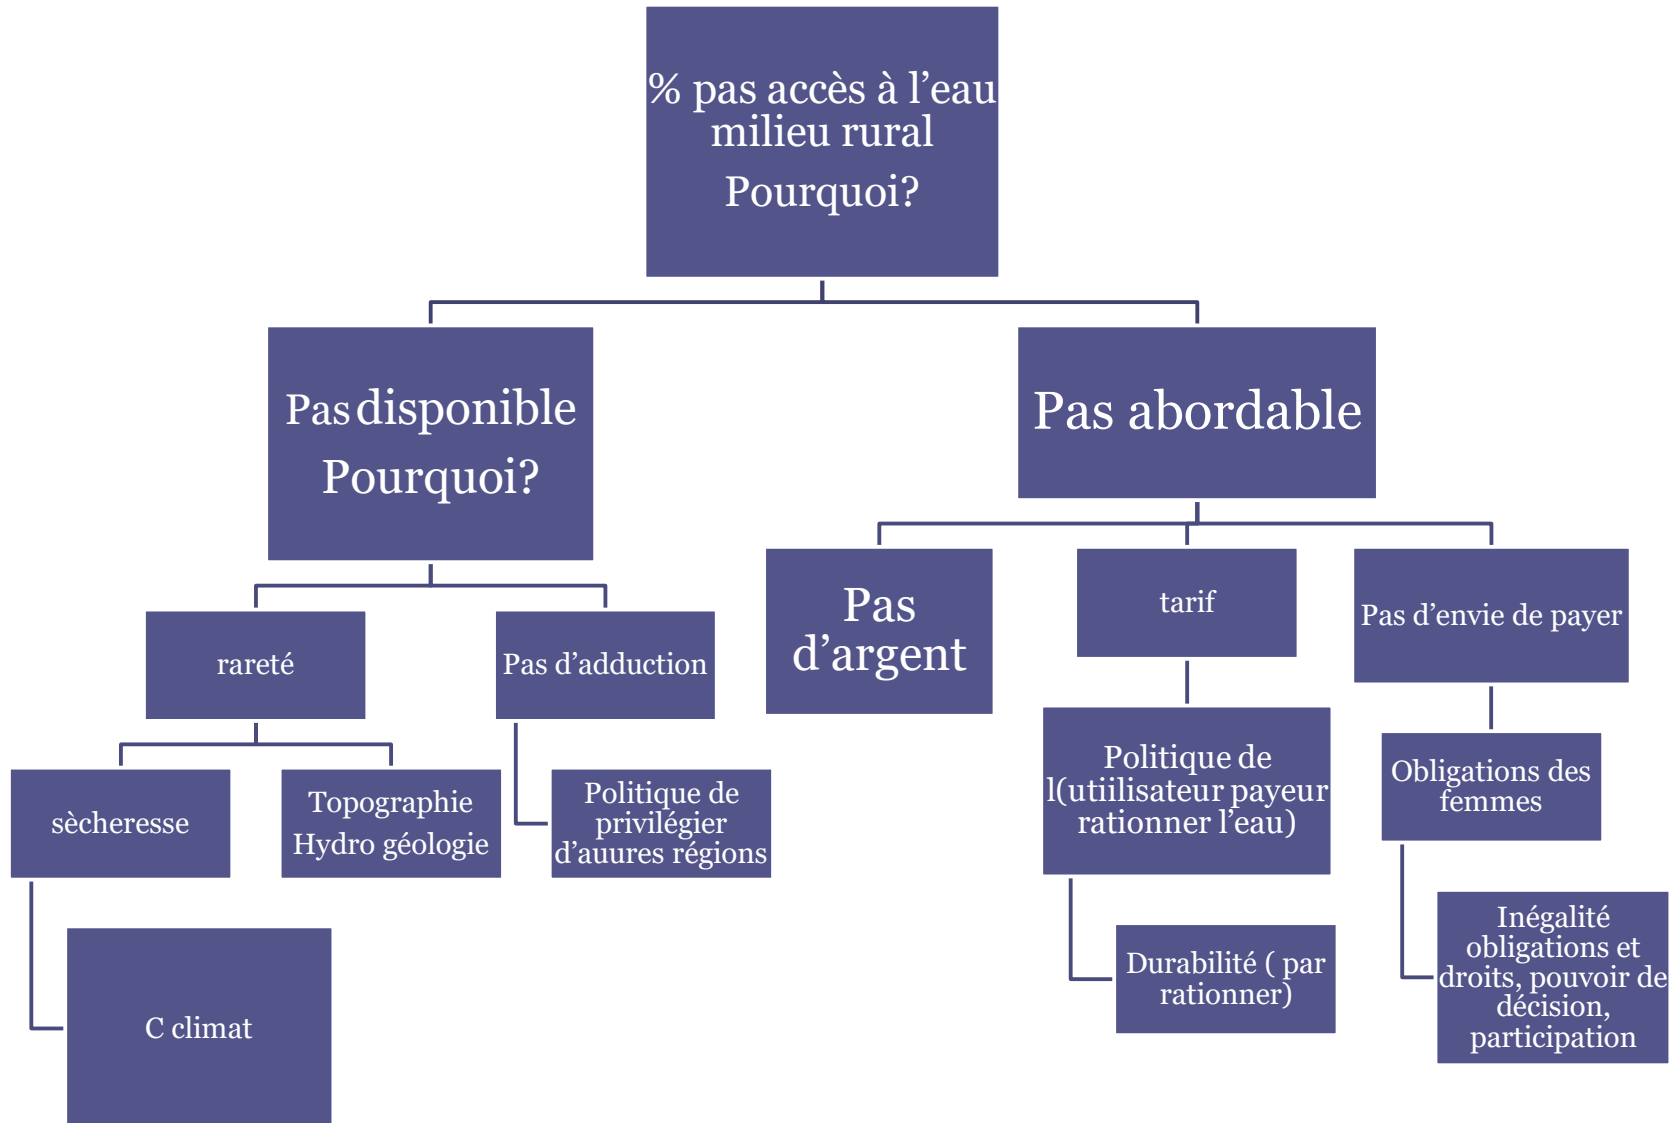 % pas accès à l’eau
milieu rural
Pourquoi?
Pas disponible
Pourquoi?
Pas abordable
rareté
Pas d’adduction
Pas
d’argent
tarif
Pas d’envie de payer
sècheresse
Topographie
Hydro géologie
Politique de
privilégier
d’auures régions
Politique de
l(utiilisateur payeur
rationner l’eau)
Obligations des
femmes
C climat
Durabilité ( par
rationner)
Inégalité
obligations et
droits, pouvoir de
décision,
participation